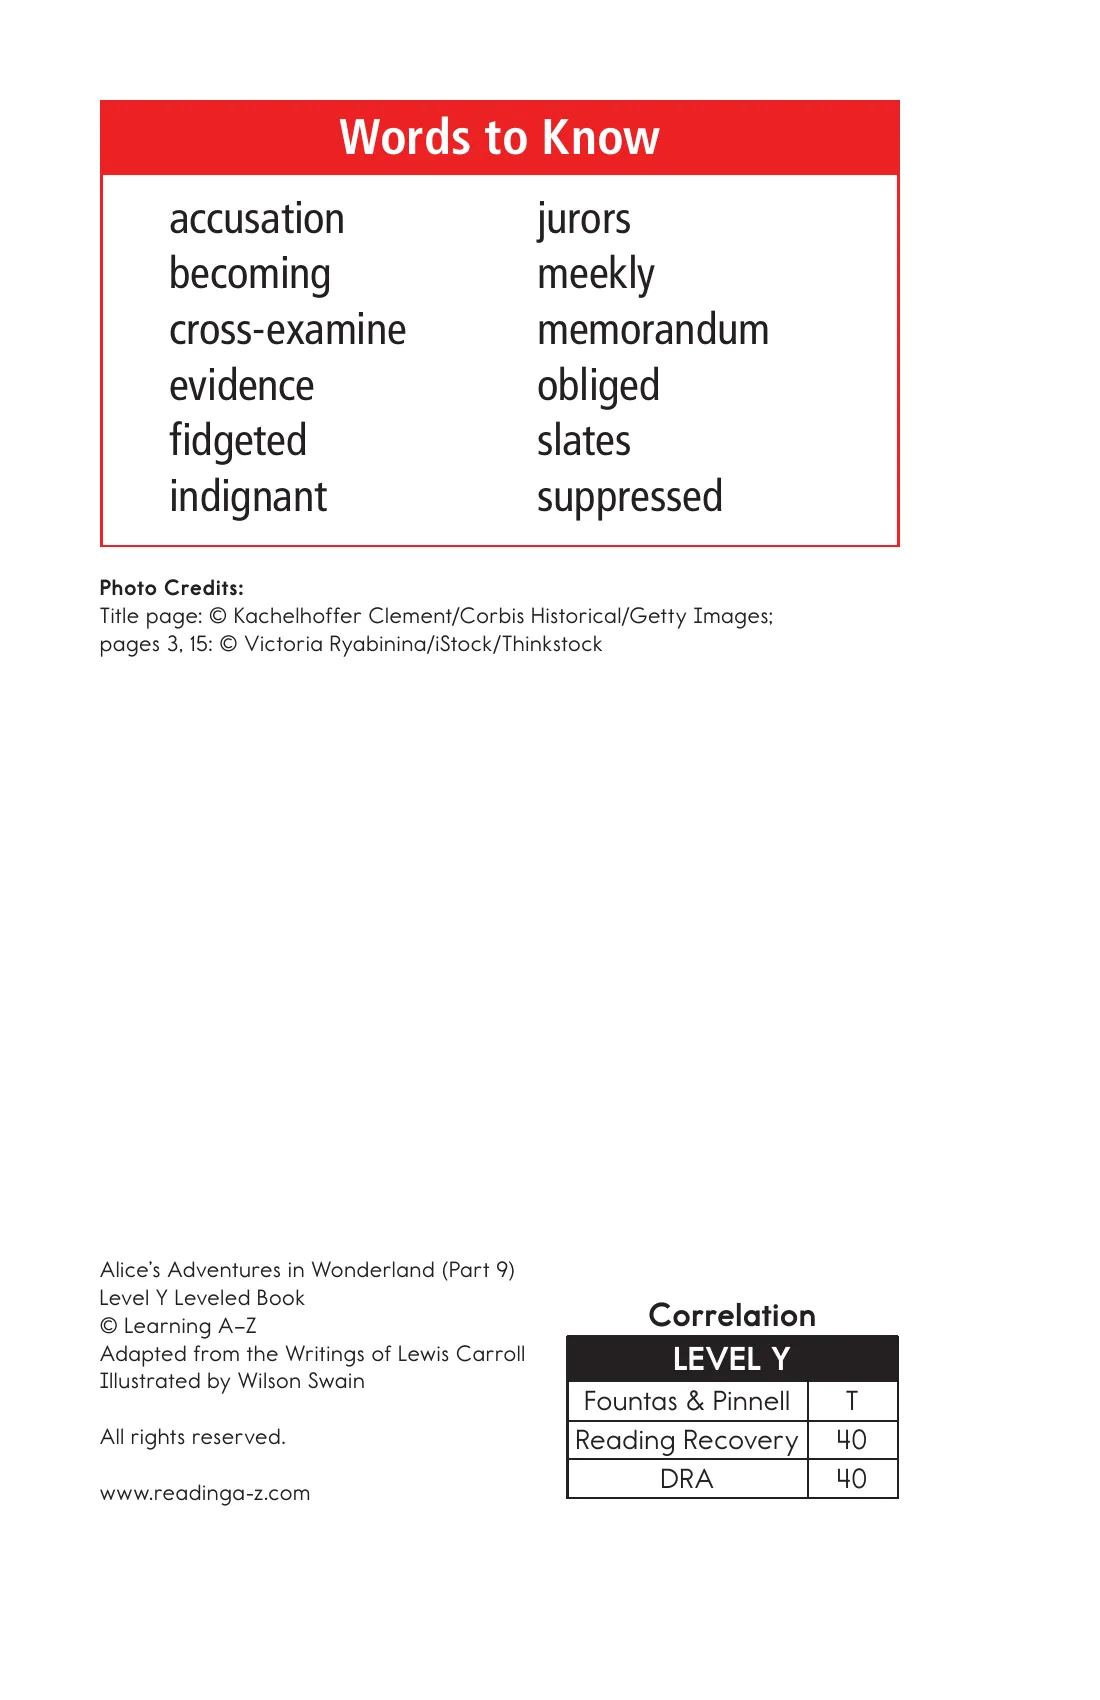 Words to Know
accusation
becoming
cross-examine
evidence
fidgeted
indignant
jurors
meekly
memorandum
obliged
slates
suppressed
Photo Credits:
Title page: © Kachelhoffer Clement/Corbis Historical/Getty Images;
pages 3, 15: © Victoria Ryabinina/iStock/Thinkstock
Alice’s Adventures in Wonderland (Part 9)
Level Y Leveled Book
© Learning A–Z
Adapted from the Writings of Lewis Carroll
Illustrated by Wilson Swain
All rights reserved.
www.readinga-z.com
Correlation
LEVEL Y
Fountas & Pinnell T
Reading Recovery 40
DRA 40